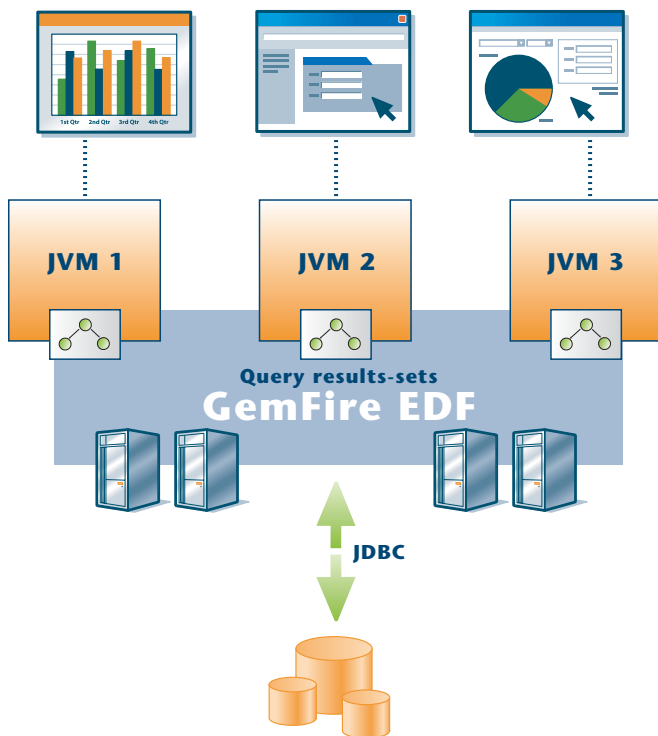 1st Qtr 2nd Qtr 3rd Qtr 4th Qtr
JVM 1
JVM 2
JVM 3
Query results-sets
GemFire EDF
JDBC